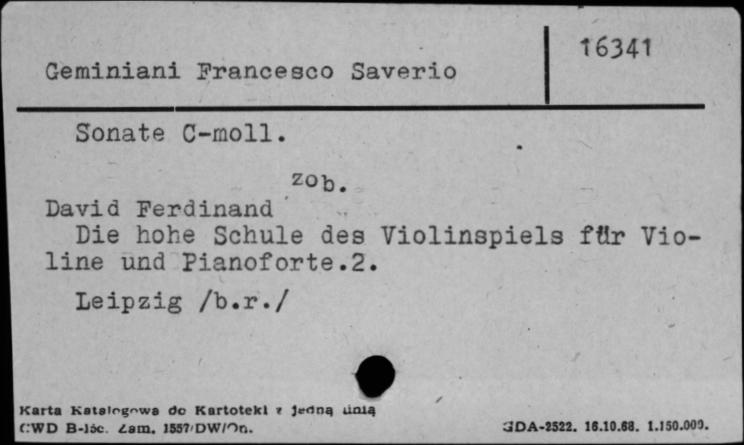 16341
Geminiani Francesco Saverio
Sonate C-moll.
zob.
David Ferdinand
Die hohe Schule des Violinspiels für Vio-
line und Pianoforte.2.
Leipzig /b.r./
Karta Katalogowa do Kartoteki z jedną linią
CWD B-łśc. Zam. 1557/DW/On. GDA-2522. 16.10.68. 1.150.000.